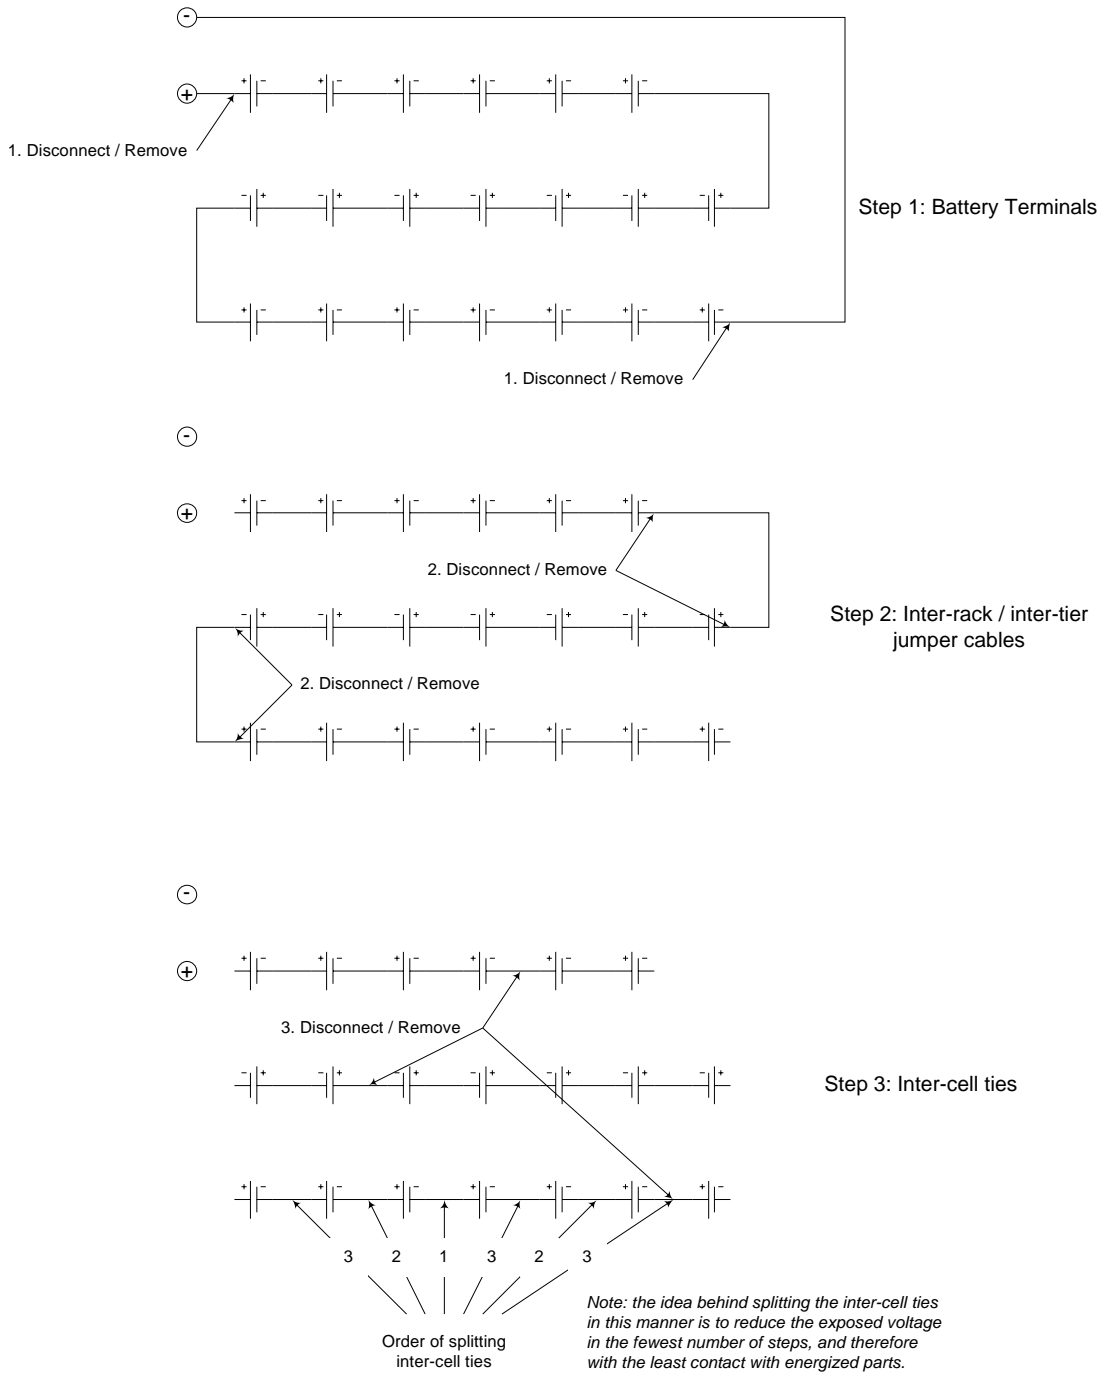 -
+ - + - + - + - + - + -
+
1. Disconnect / Remove
- + - + - + - + - + - + - +
Step 1: Battery Terminals
+ - + - + - + - + - + - + -
1. Disconnect / Remove
-
+ - + - + - + - + - + -
+
2. Disconnect / Remove
- + - + - + - + - + - + - +
Step 2: Inter-rack / inter-tier
jumper cables
2. Disconnect / Remove
+ - + - + - + - + - + - + -
-
+ - + - + - + - + - + -
+
3. Disconnect / Remove
- + - + - + - + - + - + - +
Step 3: Inter-cell ties
+ - + - + - + - + - + - + -
3 2 1 3 2 3
Order of splitting
inter-cell ties
Note: the idea behind splitting the inter-cell ties
in this manner is to reduce the exposed voltage
in the fewest number of steps, and therefore
with the least contact with energized parts.